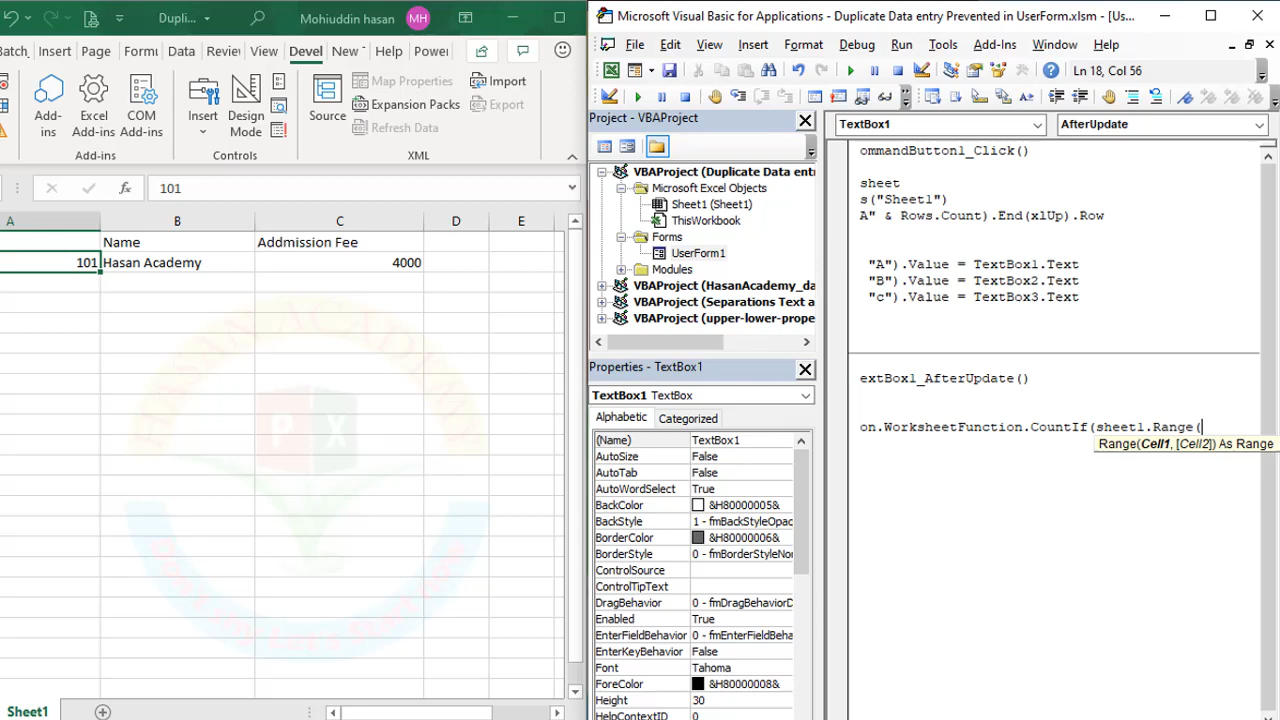 Dupli...
Mohiuddin hasan
MH
Batch,
Insert
Page
Form
Data
Revie
View
Devel
New
Help
Power
Add-
ins
Excel
Add-ins
COM
Add-ins
Add-ins
Insert
Design
Mode
Controls
Source
Map Properties
Expansion Packs
Refresh Data
Import
Export
XML
fx
101
A
B
C
D
E
Name
Addmission Fee
101
Hasan Academy
4000
HASAN ACADEMY
P X
Sheet1
Microsoft Visual Basic for Applications - Duplicate Data entry Prevented in UserForm.xlsm - [Us...
File
Edit
View
Insert
Format
Debug
Run
Tools
Add-Ins
Window
Help
Ln 18, Col 56
Project - VBAProject
VBAProject (Duplicate Data entr
Microsoft Excel Objects
Sheet1 (Sheet1)
ThisWorkbook
Forms
UserForm1
Modules
VBAProject (HasanAcademy_da
VBAProject (Separations Text a
VBAProject (upper-lower-prope
Properties - TextBox1
TextBox1 TextBox
Alphabetic
Categorized
(Name) TextBox1
AutoSize False
AutoTab False
AutoWordSelect True
BackColor &H80000005&
BackStyle 1 - fmBackStyleOpac
BorderColor &H80000006&
BorderStyle 0 - fmBorderStyleNor
ControlSource
ControlTipText
DragBehavior 0 - fmDragBehaviorD
Enabled True
EnterFieldBehavior 0 - fmEnterFieldBeha
EnterKeyBehavior False
Font Tahoma
ForeColor &H80000008&
Height 30
HelpContextID 0
TextBox1
AfterUpdate
ommandButton1_Click()
sheet
s("Sheet1")
A" & Rows.Count).End(xlUp).Row
"A").Value = TextBox1.Text
"B").Value = TextBox2.Text
"c").Value = TextBox3.Text
extBox1_AfterUpdate()
on.WorksheetFunction.CountIf(sheet1.Range(
Range(Cell1, [Cell2]) As Range